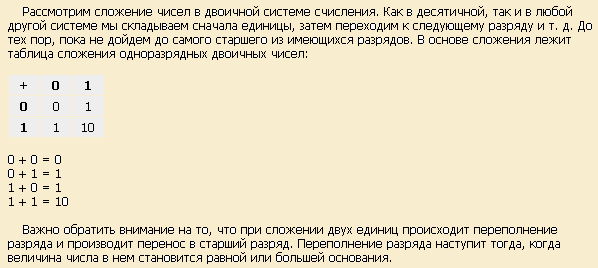 Рассмотрим сложение чисел в двоичной системе счисления. Как в десятичной, так и в любой
другой системе мы складываем сначала единицы, затем переходим к следующему разряду и т. д. До
тех пор, пока не дойдем до самого старшего из имеющихся разрядов. В основе сложения лежит
таблица сложения одноразрядных двоичных чисел:
+ 0 1
0 0 1
1 1 10
0 + 0 = 0
0 + 1 = 1
1 + 0 = 1
1 + 1 = 10
Важно обратить внимание на то, что при сложении двух единиц происходит переполнение
разряда и производит перенос в старший разряд. Переполнение разряда наступит тогда, когда
величина числа в нем становится равной или большей основания.